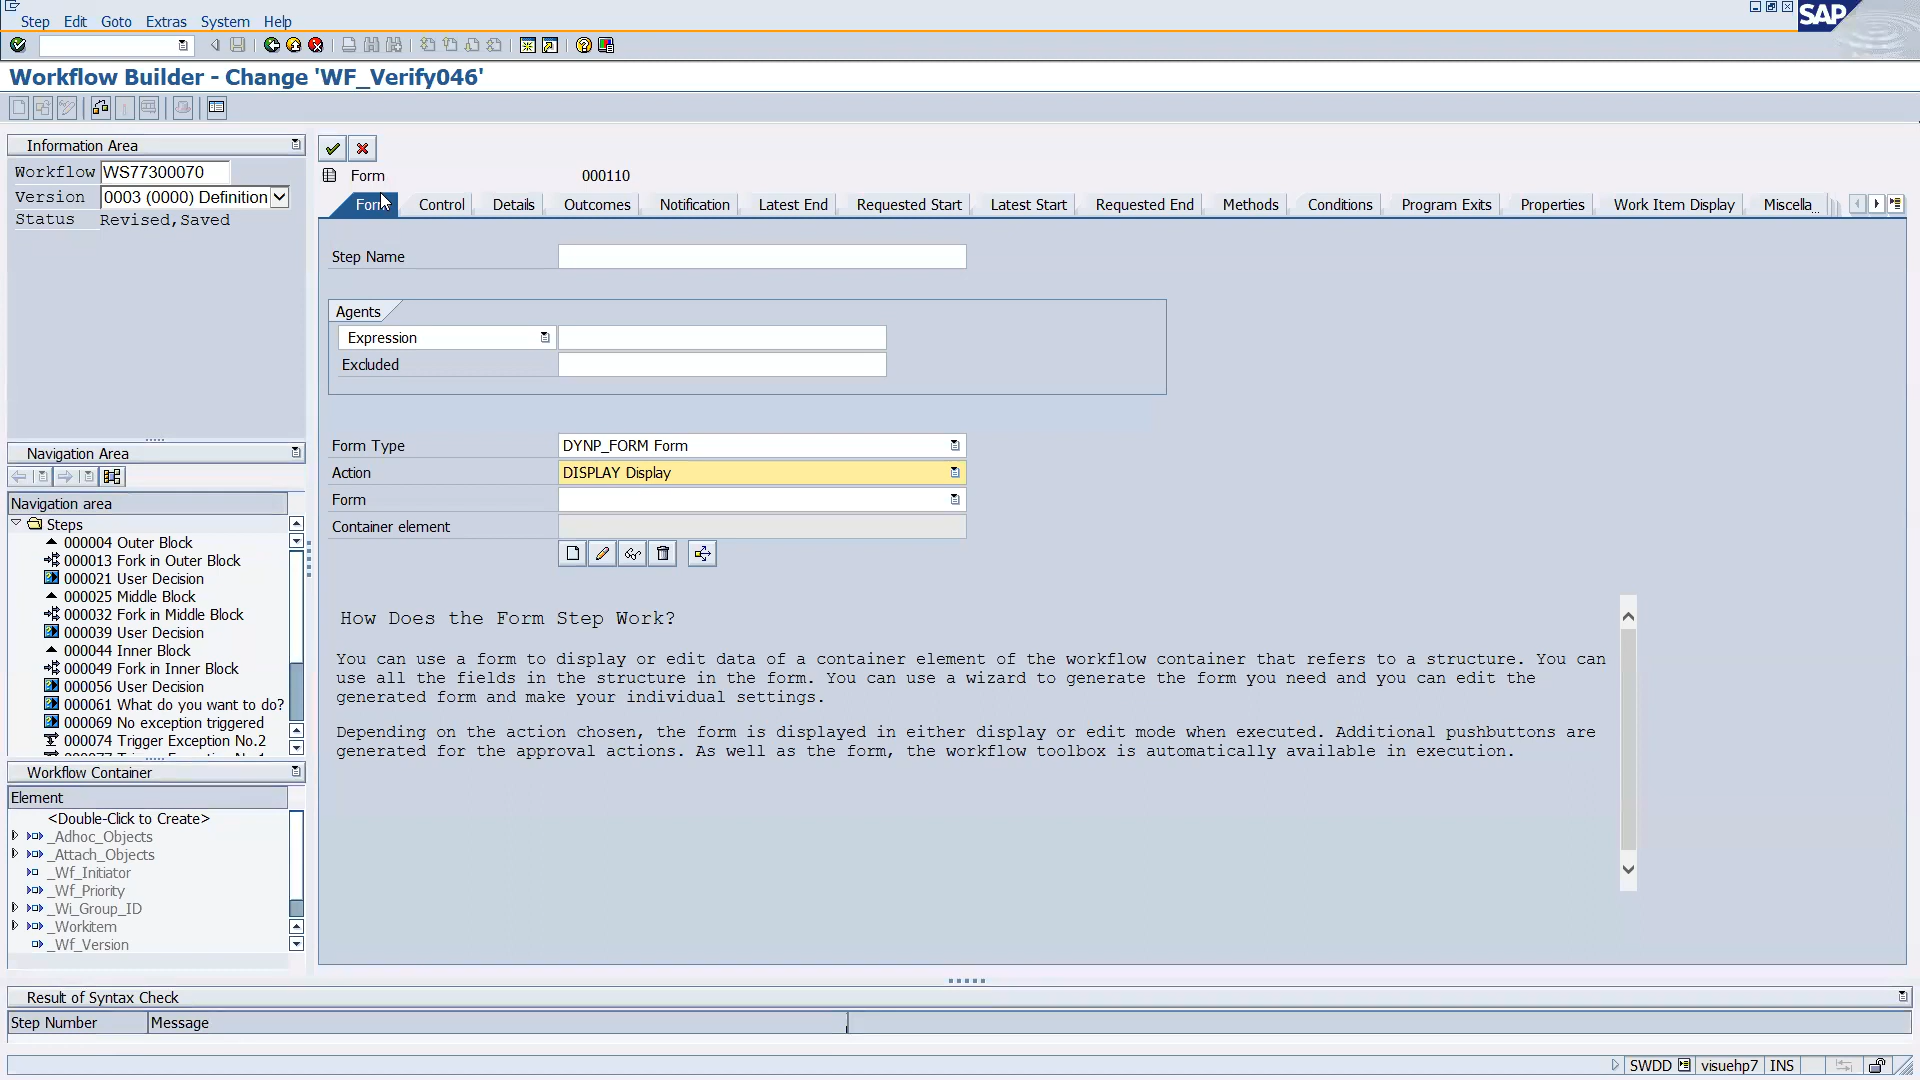 Step Edit Goto Extras System Help
SAP
Workflow Builder - Change 'WF_Verify046'
Information Area
Workflow WS77300070
Version 0003 (0000) Definition
Status Revised,Saved
Form 000110
Form Control Details Outcomes Notification Latest End Requested Start Latest Start Requested End Methods Conditions Program Exits Properties Work Item Display Miscella...
Step Name
Agents
Expression
Excluded
Form Type DYNP_FORM Form
Action DISPLAY Display
Form
Container element
How Does the Form Step Work?
You can use a form to display or edit data of a container element of the workflow container that refers to a structure. You can
use all the fields in the structure in the form. You can use a wizard to generate the form you need and you can edit the
generated form and make your individual settings.
Depending on the action chosen, the form is displayed in either display or edit mode when executed. Additional pushbuttons are
generated for the approval actions. As well as the form, the workflow toolbox is automatically available in execution.
Navigation Area
Navigation area
Steps
000004 Outer Block
000013 Fork in Outer Block
000021 User Decision
000025 Middle Block
000032 Fork in Middle Block
000039 User Decision
000044 Inner Block
000049 Fork in Inner Block
000056 User Decision
000061 What do you want to do?
000069 No exception triggered
000074 Trigger Exception No.2
Workflow Container
Element
<Double-Click to Create>
_Adhoc_Objects
_Attach_Objects
_Wf_Initiator
_Wf_Priority
_Wi_Group_ID
_Workitem
_Wf_Version
Result of Syntax Check
Step Number Message
SWDD visuehp7 INS